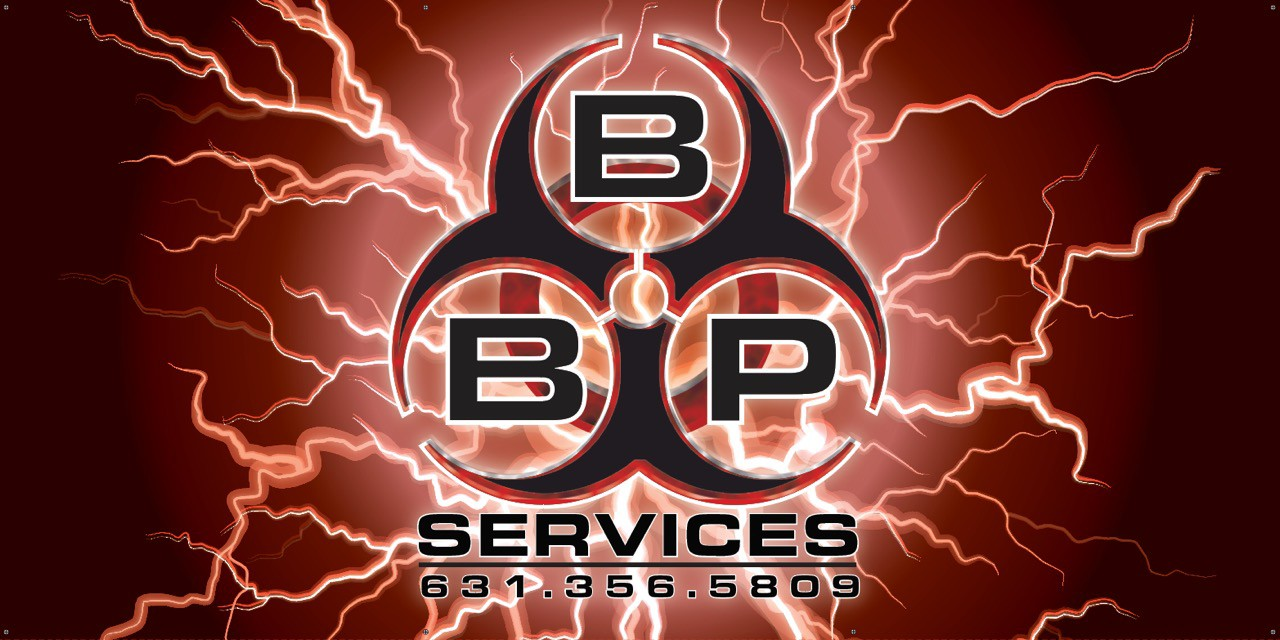 B
B P
SERVICES
631.356.5809